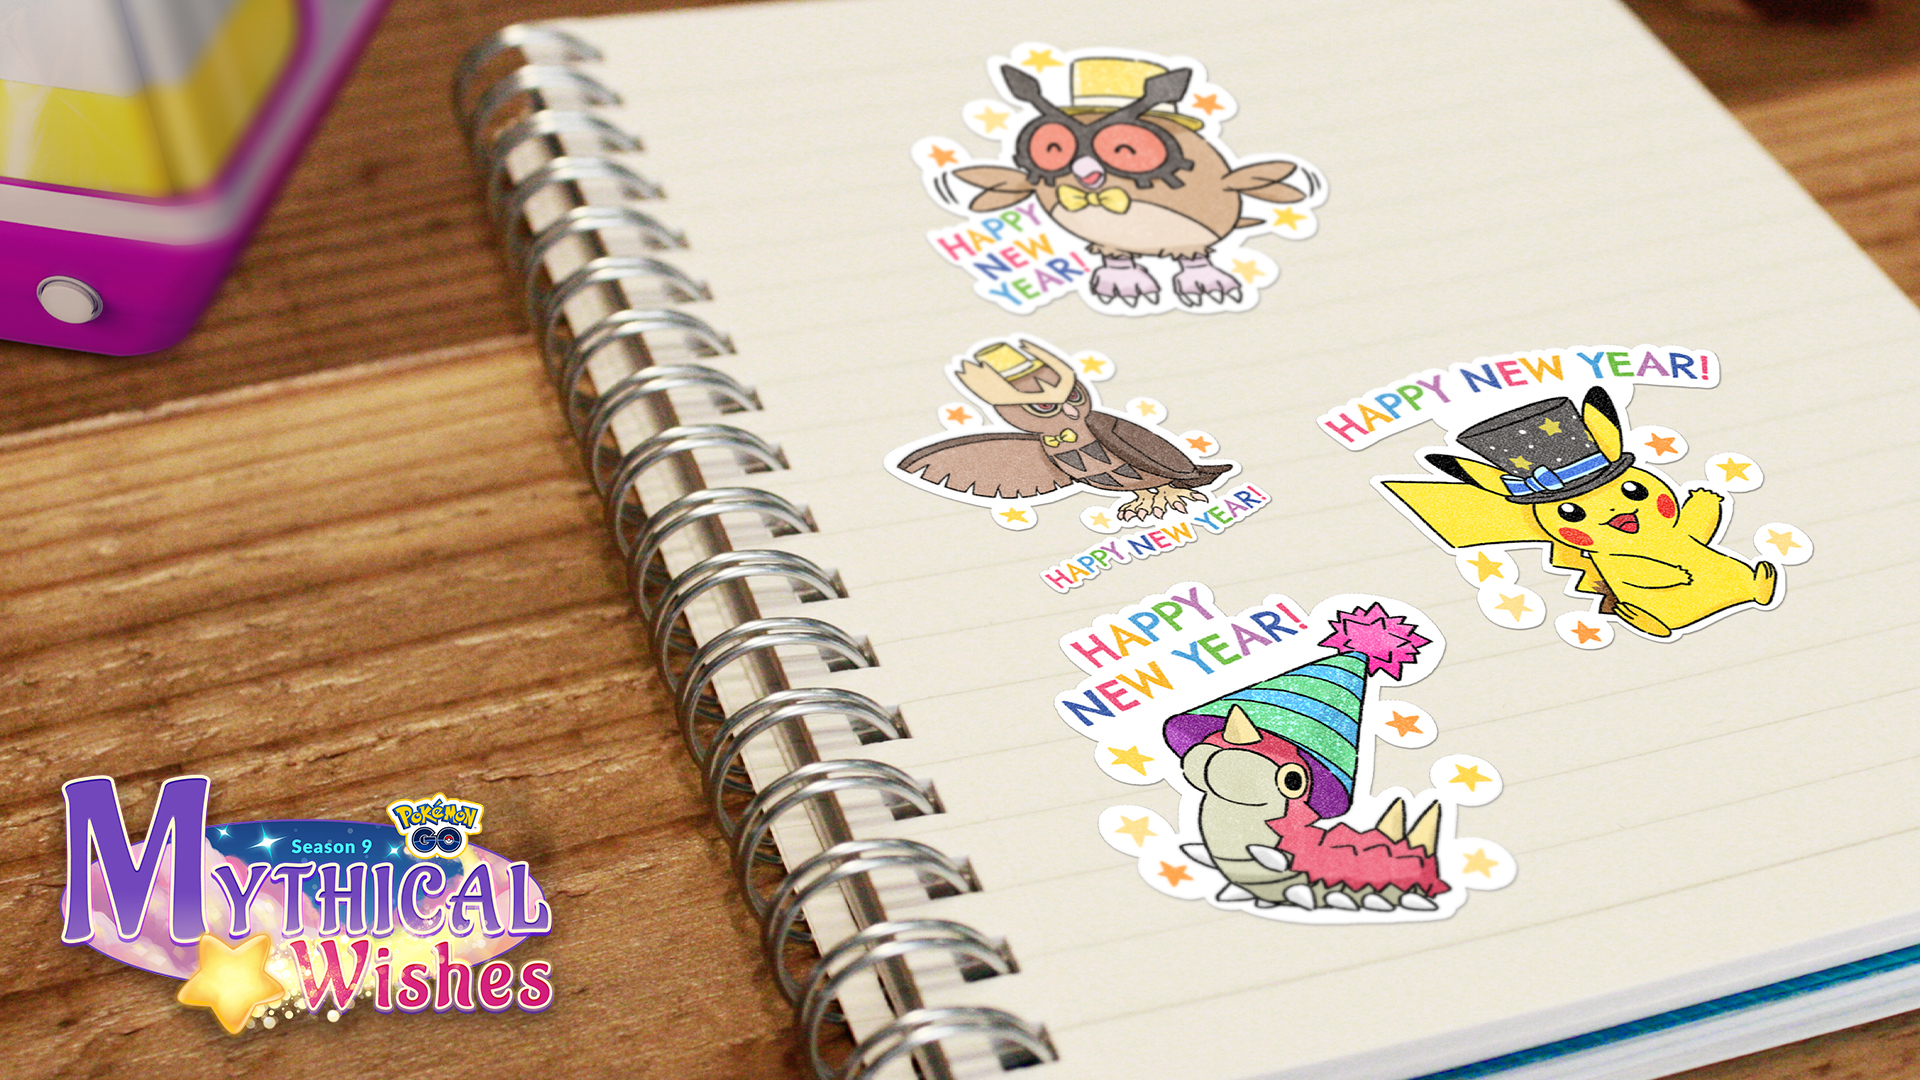 HAPPY
NEW
YEAR!
HAPPY NEW YEAR!
HAPPY NEW YEAR!
HAPPY
NEW YEAR!
Pokémon
GO
Season 9
Mythical
Wishes